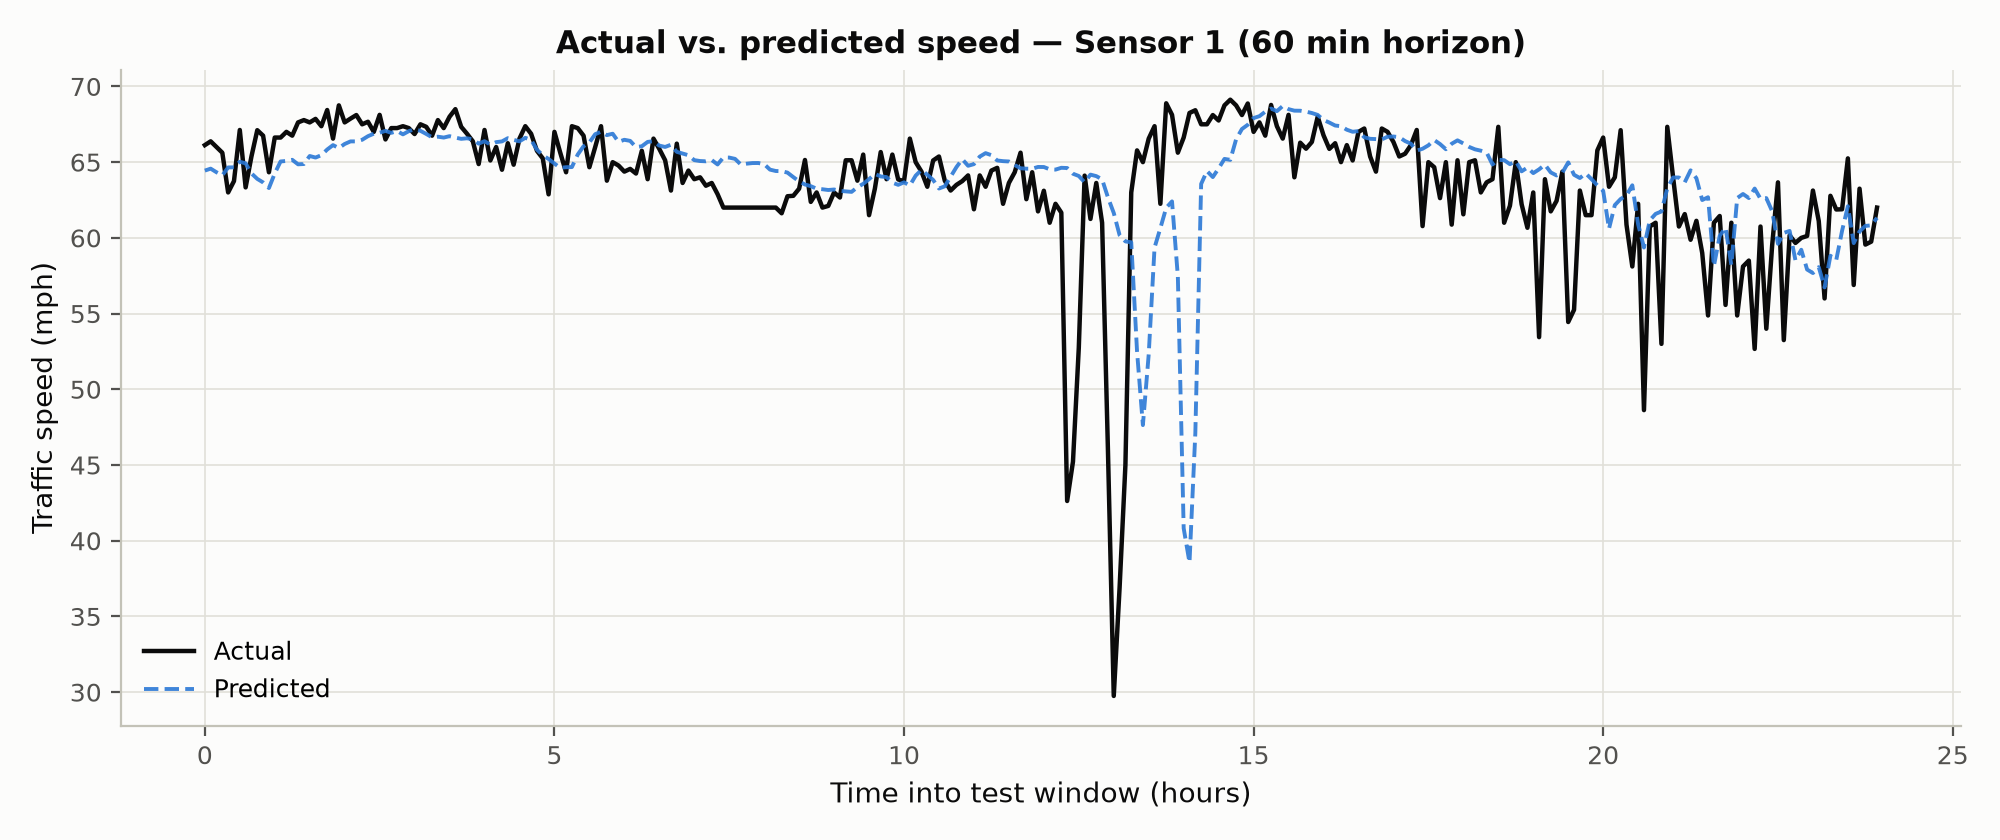 Actual vs. predicted speed — Sensor 1 (60 min horizon)
Traffic speed (mph)
70
65
60
55
50
45
40
35
30
Actual
Predicted
0 5 10 15 20 25
Time into test window (hours)